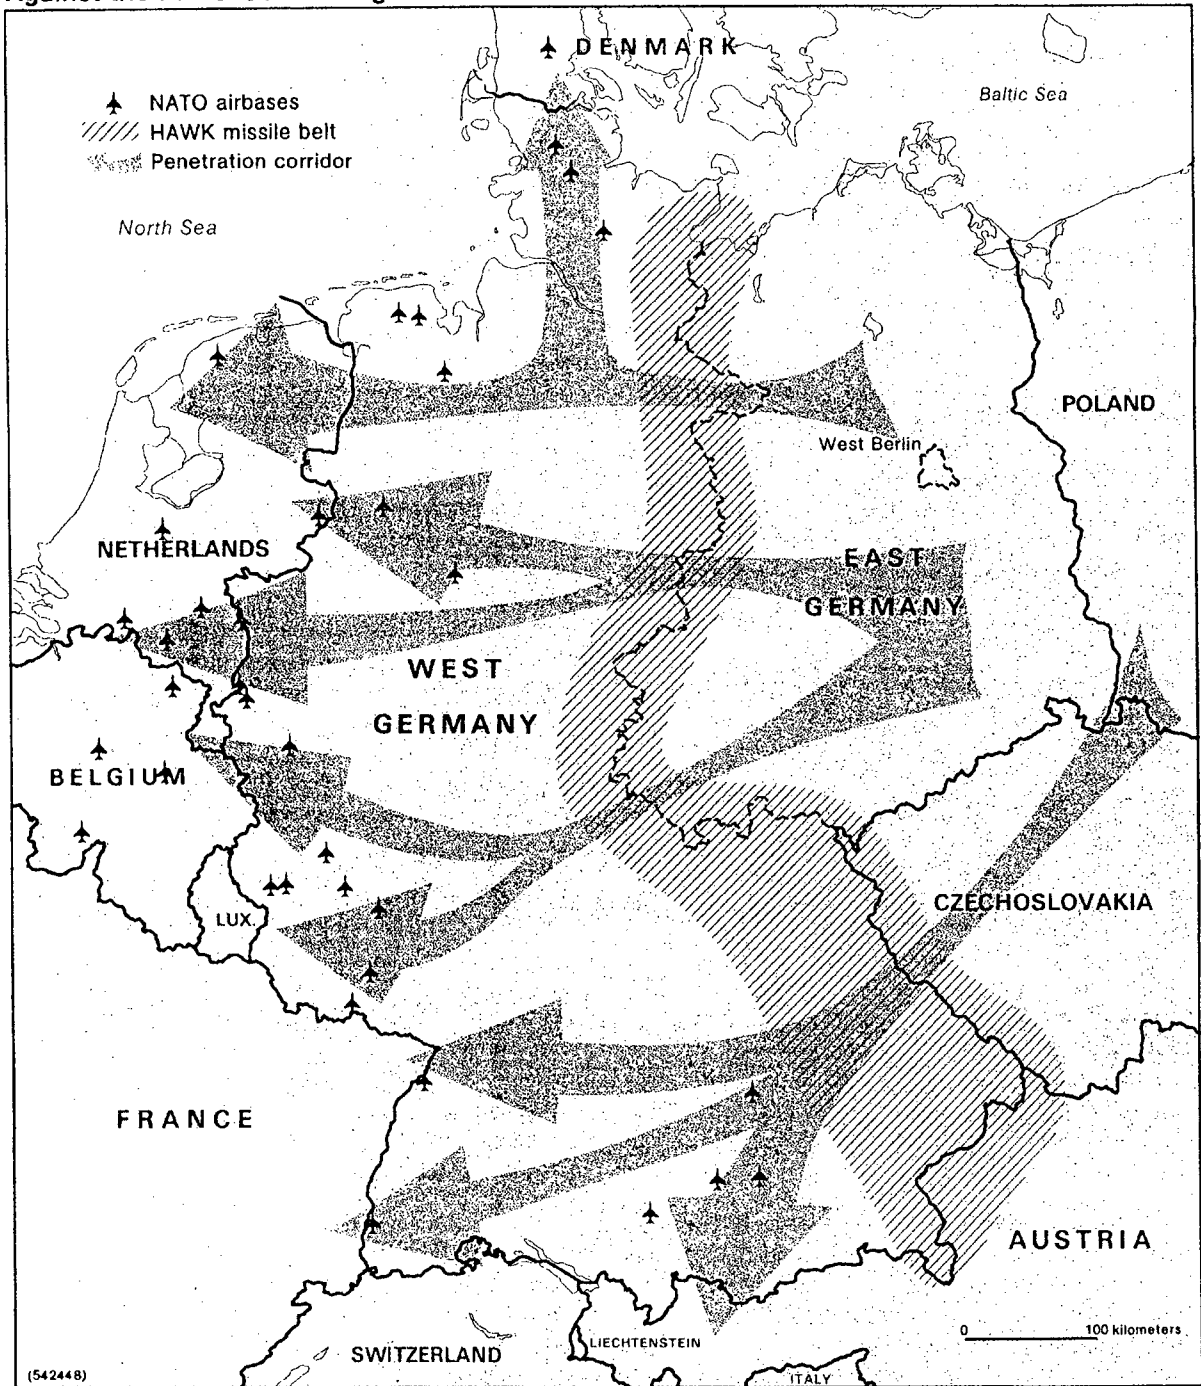 DENMARK
Baltic Sea
NATO airbases
HAWK missile belt
Penetration corridor
North Sea
POLAND
West Berlin
NETHERLANDS
EAST
GERMANY
WEST
GERMANY
BELGIUM
LUX.
CZECHOSLOVAKIA
FRANCE
AUSTRIA
0 100 kilometers
LIECHTENSTEIN
SWITZERLAND
ITALY
(542448)